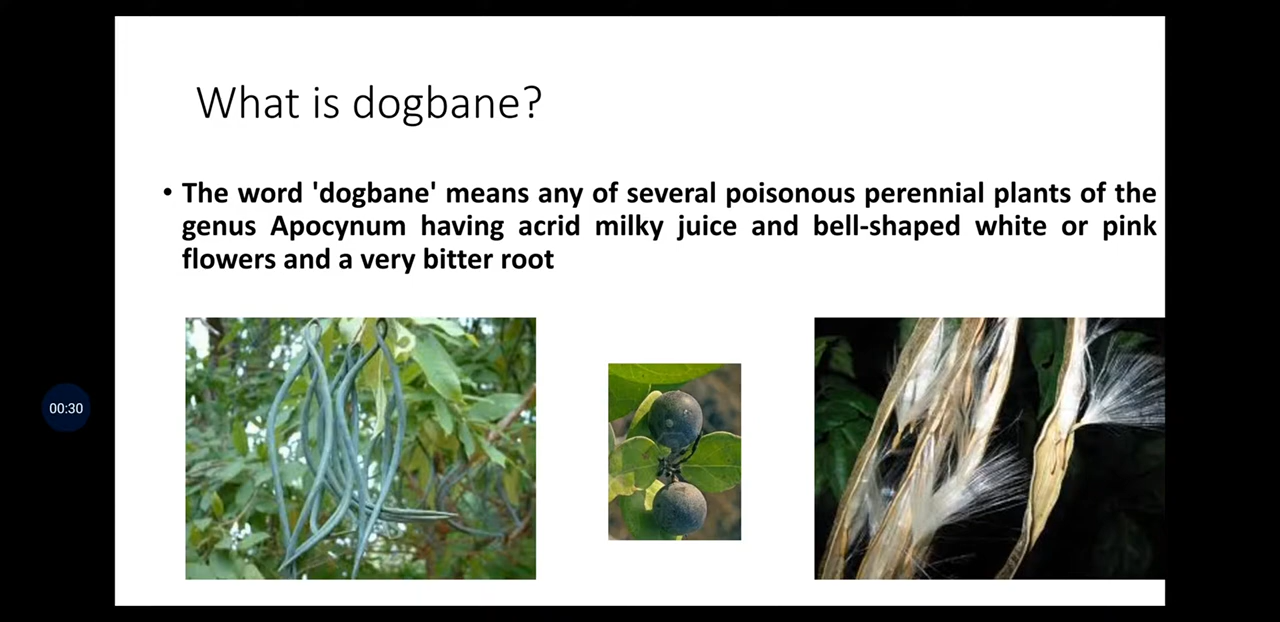 What is dogbane?
• The word 'dogbane' means any of several poisonous perennial plants of the
genus Apocynum having acrid milky juice and bell-shaped white or pink
flowers and a very bitter root
00:30